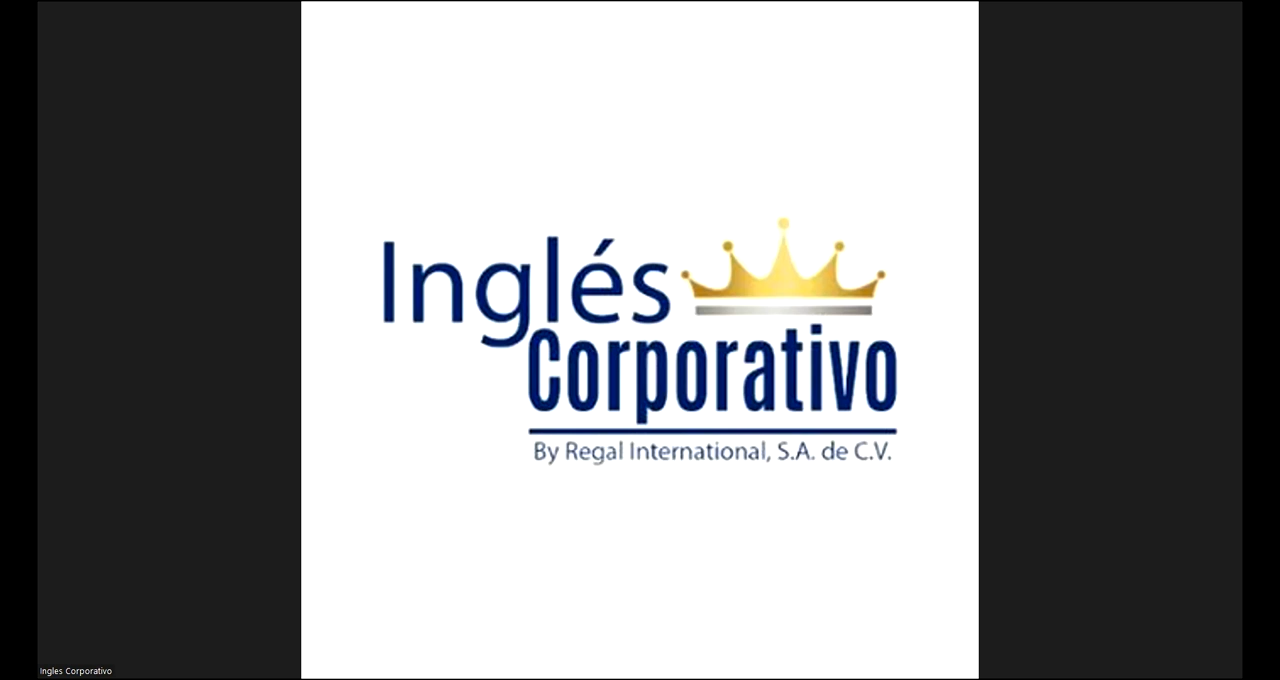 Inglés
Corporativo
By Regal International, S.A. de C.V.
Ingles Corporativo